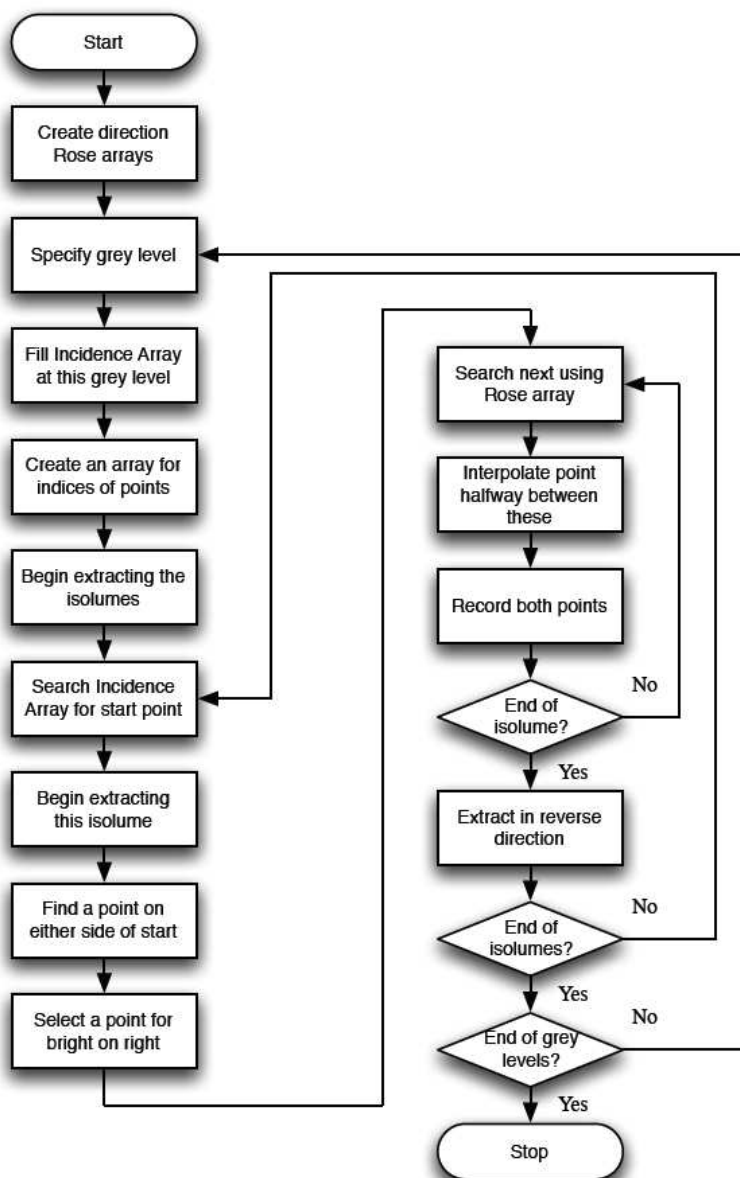 Start
Create direction
Rose arrays
Specify grey level
Fill Incidence Array
at this grey level
Create an array for
indices of points
Begin extracting the
isolumes
Search Incidence
Array for start point
Begin extracting
this isolume
Find a point on
either side of start
Select a point for
bright on right
Search next using
Rose array
Interpolate point
halfway between
these
Record both points
End of
isolume?
No
Yes
Extract in reverse
direction
End of
isolumes?
No
Yes
End of grey
levels?
No
Yes
Stop